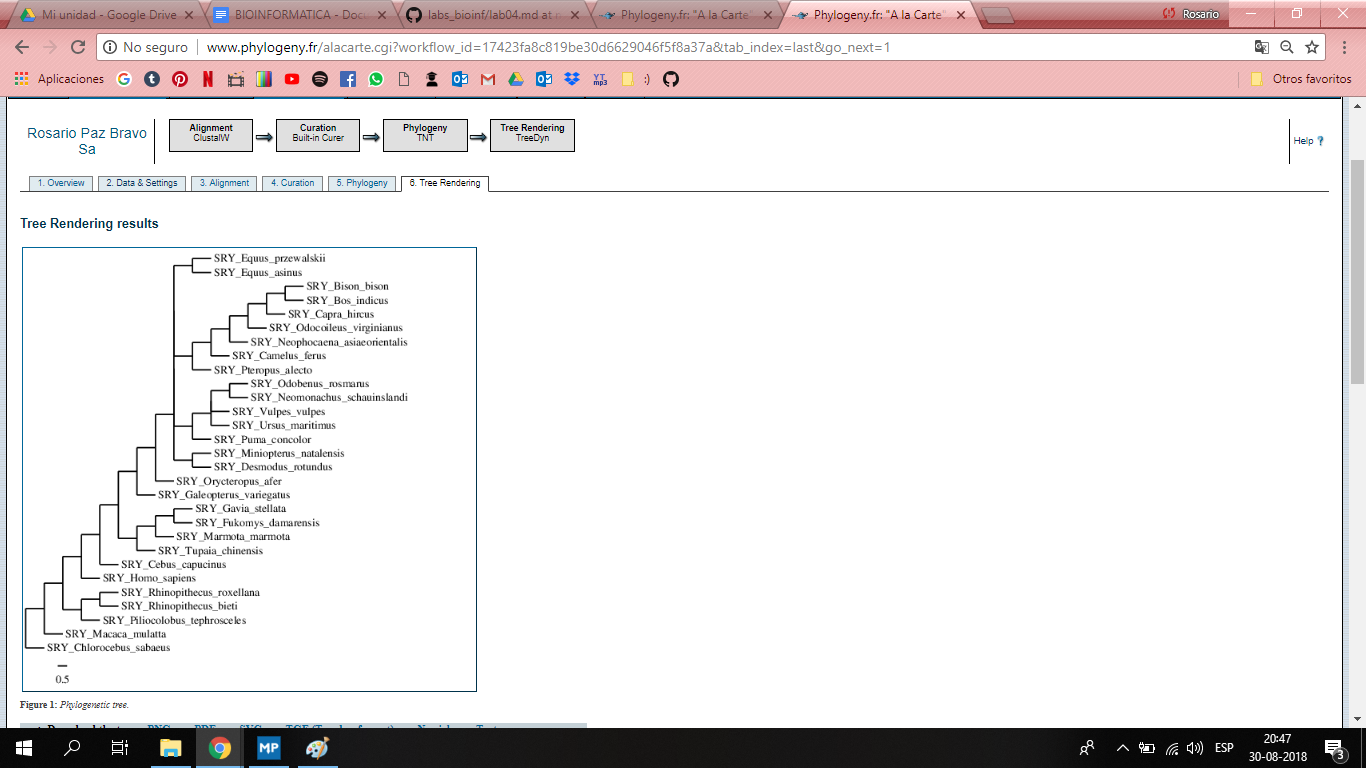 Mi unidad - Google Drive
BIOINFORMATICA - Docu
labs_bioinf/lab04.md at
Phylogeny.fr: "A la Carte"
Phylogeny.fr: "A la Carte"
Rosario
No seguro
www.phylogeny.fr/alacarte.cgi?workflow_id=17423fa8c819be30d6629046f5f8a37a&tab_index=last&go_next=1
Aplicaciones
YT mp3
:)
Otros favoritos
Rosario Paz Bravo
Sa
Alignment
ClustalW
Curation
Built-in Curer
Phylogeny
TNT
Tree Rendering
TreeDyn
Help ?
1. Overview
2. Data & Settings
3. Alignment
4. Curation
5. Phylogeny
6. Tree Rendering
Tree Rendering results
SRY_Equus_przewalskii
SRY_Equus_asinus
SRY_Bison_bison
SRY_Bos_indicus
SRY_Capra_hircus
SRY_Odocoileus_virginianus
SRY_Neophocaena_asiaeorientalis
SRY_Camelus_ferus
SRY_Pteropus_alecto
SRY_Odobenus_rosmarus
SRY_Neomonachus_schauinslandi
SRY_Vulpes_vulpes
SRY_Ursus_maritimus
SRY_Puma_concolor
SRY_Miniopterus_natalensis
SRY_Desmodus_rotundus
SRY_Orycteropus_afer
SRY_Galeopterus_variegatus
SRY_Gavia_stellata
SRY_Fukomys_damarensis
SRY_Marmota_marmota
SRY_Tupaia_chinensis
SRY_Cebus_capucinus
SRY_Homo_sapiens
SRY_Rhinopithecus_roxellana
SRY_Rhinopithecus_bieti
SRY_Piliocolobus_tephrosceles
SRY_Macaca_mulatta
SRY_Chlorocebus_sabaeus
0.5
Figure 1: Phylogenetic tree.
MP
ESP
20:47
30-08-2018
3